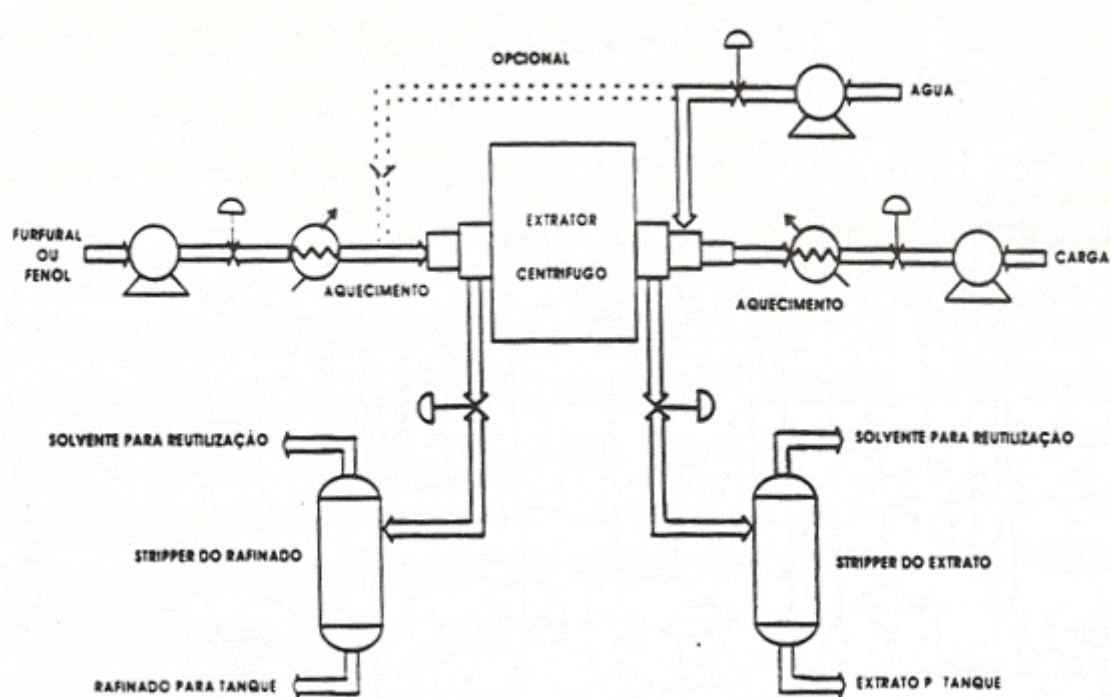 OPCIONAL
AGUA
FURFURAL
OU
FENOL
EXTRATOR
CENTRIFUGO
CARGA
AQUECIMENTO
AQUECIMENTO
SOLVENTE PARA REUTILIZAÇÃO
SOLVENTE PARA REUTILIZAÇÃO
STRIPPER DO RAFINADO
STRIPPER DO EXTRATO
RAFINADO PARA TANQUE
EXTRATO P TANQUE